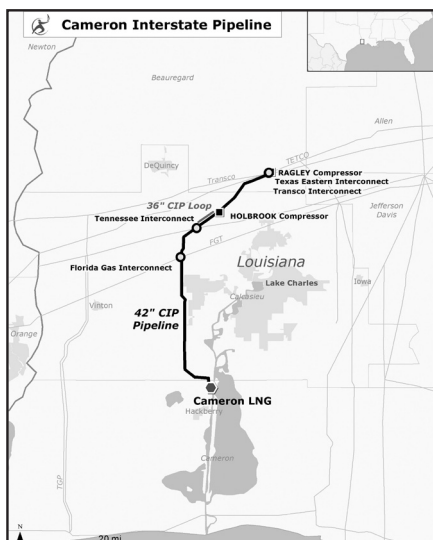 Cameron Interstate Pipeline
Newton
Beauregard
Allen
TETCO
DeQuincy
Transco
RAGLEY Compressor
Texas Eastern Interconnect
Transco Interconnect
36" CIP Loop
Jefferson
Davis
Tennessee Interconnect
HOLBROOK Compressor
FGT
Florida Gas Interconnect
Louisiana
Lake Charles
Iowa
Calcasieu
Vinton
42" CIP
Pipeline
Orange
Cameron LNG
Hackberry
Cameron
TGP
N
20 mi